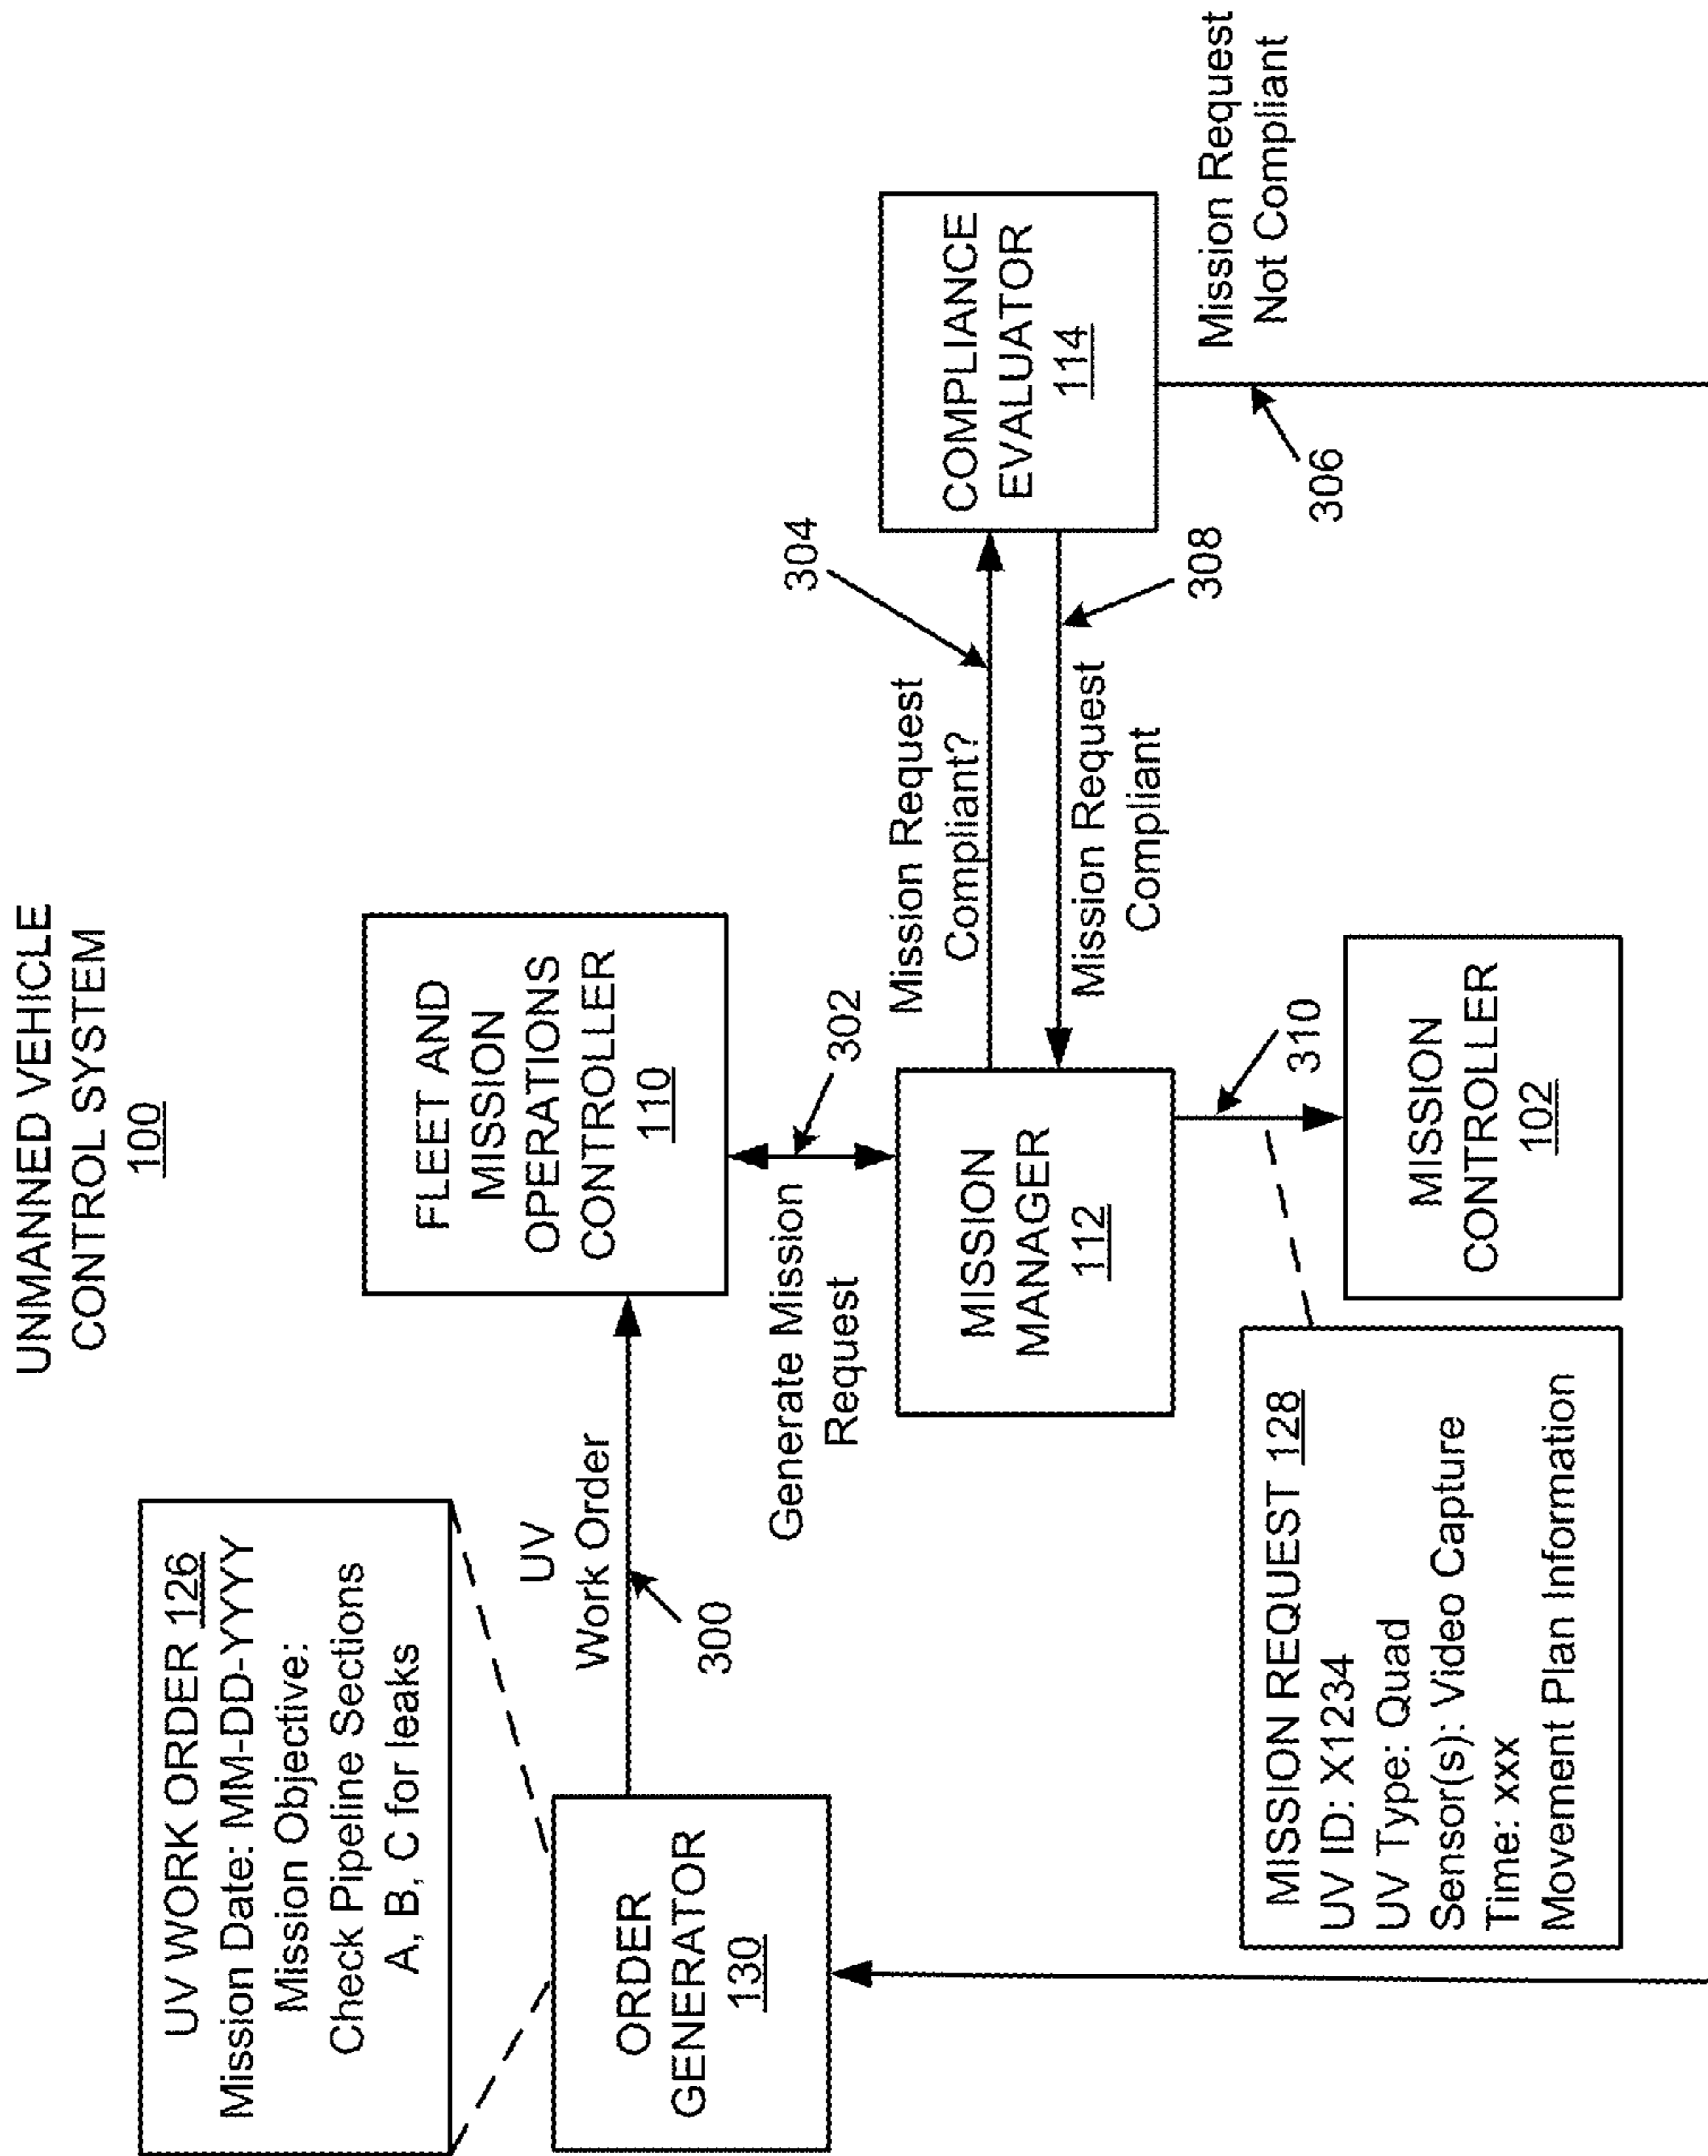 UNMANNED VEHICLE
CONTROL SYSTEM
100
UV WORK ORDER 126
Mission Date: MM-DD-YYYY
Mission Objective:
Check Pipeline Sections
A, B, C for leaks
ORDER
GENERATOR
130
UV
Work Order
300
FLEET AND
MISSION
OPERATIONS
CONTROLLER
110
Generate Mission
Request
302
MISSION
MANAGER
112
Mission Request
Compliant?
304
Mission Request
Compliant
308
COMPLIANCE
EVALUATOR
114
Mission Request
Not Compliant
306
310
MISSION
CONTROLLER
102
MISSION REQUEST 128
UV ID: X1234
UV Type: Quad
Sensor(s): Video Capture
Time: xxx
Movement Plan Information